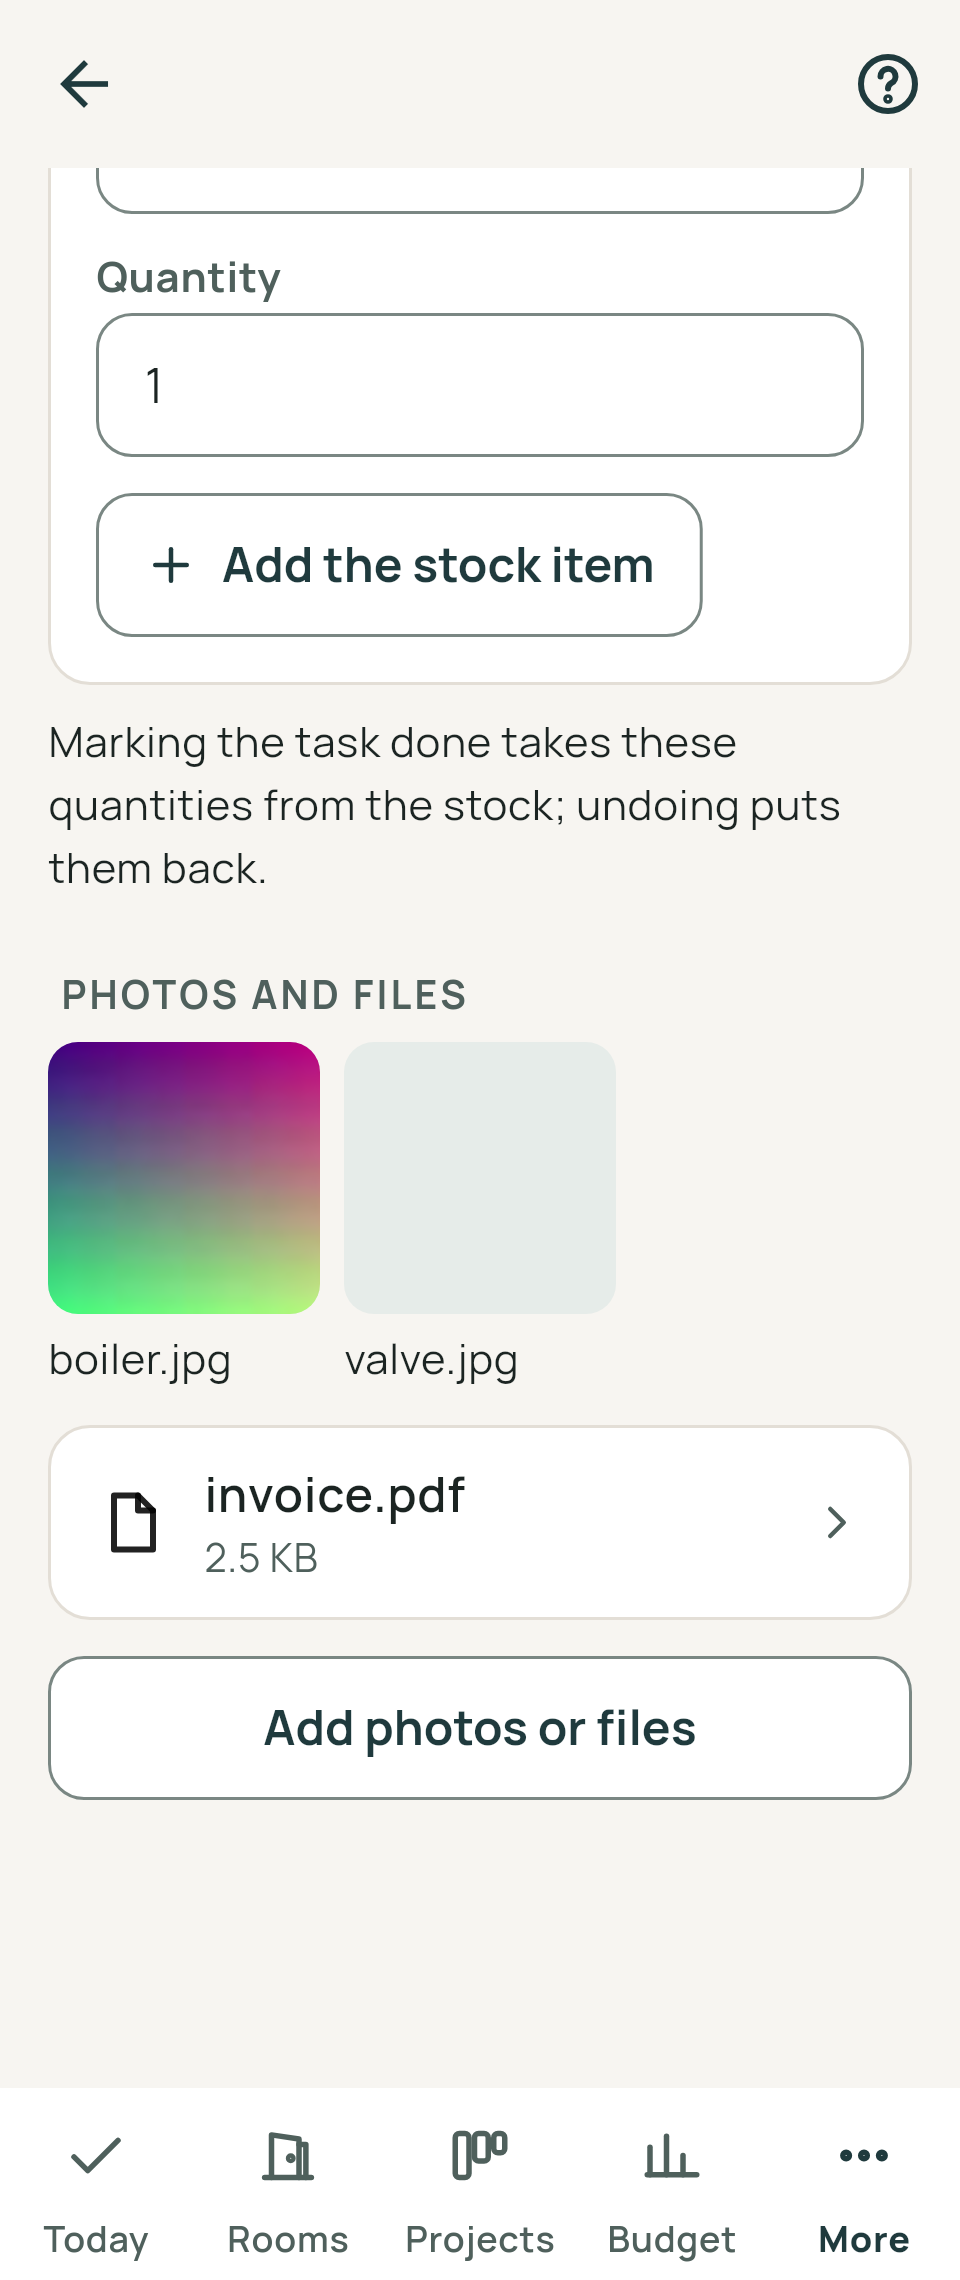 Quantity
1
Add the stock item
Marking the task done takes these
quantities from the stock; undoing puts
them back.
PHOTOS AND FILES
boiler.jpg
valve.jpg
invoice.pdf
2.5 KB
Add photos or files
Today
Rooms
Projects
Budget
More